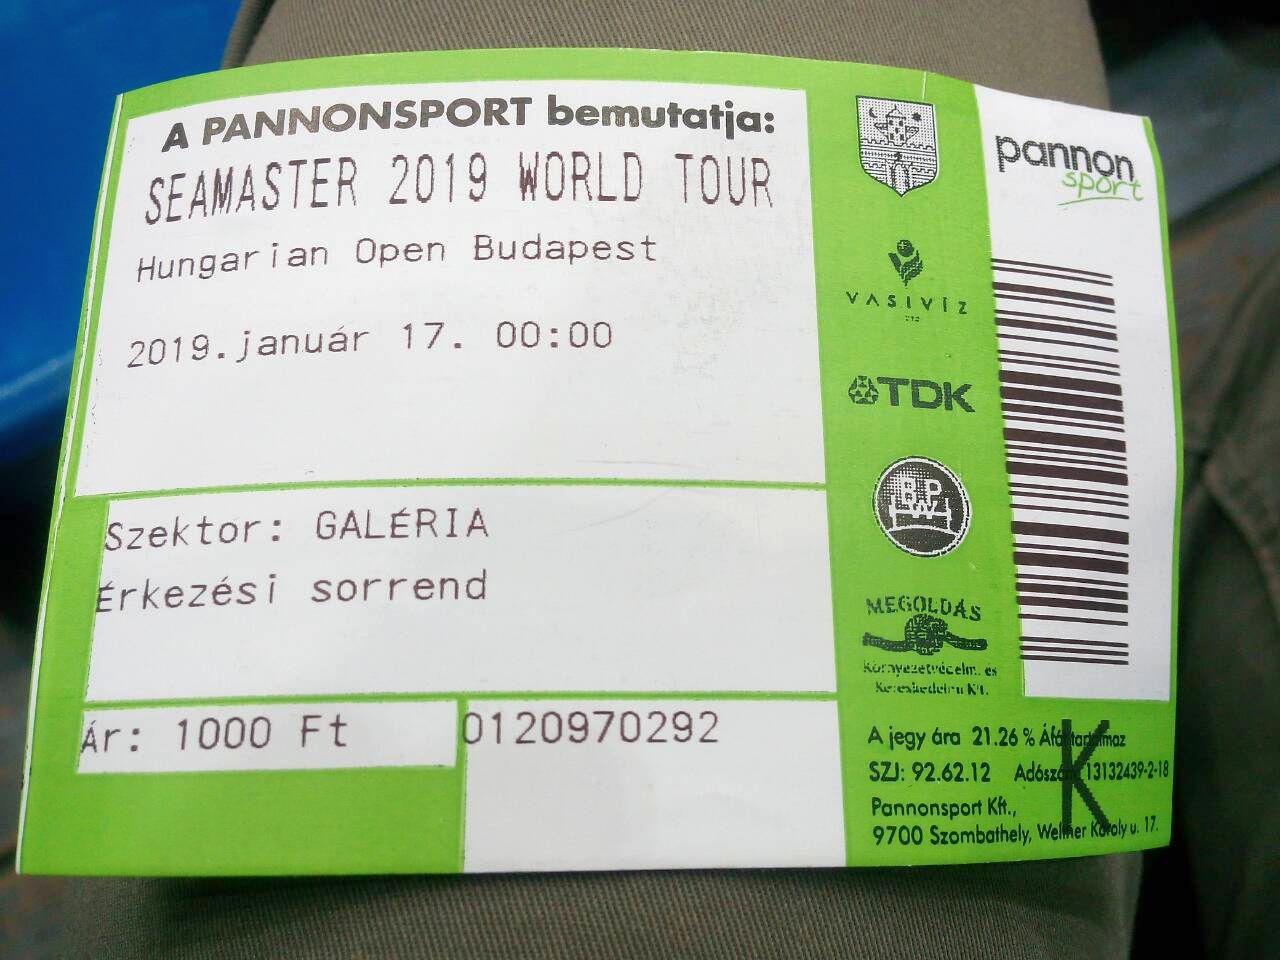 A PANNONSPORT bemutatja:
SEAMASTER 2019 WORLD TOUR
Hungarian Open Budapest
2019.január 17. 00:00
Szektor: GALÉRIA
Érkezési sorrend
Ár: 1000 Ft
0120970292
VASIVÍZ
TDK
BPW
MEGOLDÁS
Környezetvédelmi és
Kereskedelmi Kft.
pannon
sport
A jegy ára 21.26 % Áfát tartalmaz
SZJ: 92.62.12 Adószám: 13132439-2-18
Pannonsport Kft.,
9700 Szombathely, Welther Károly u. 17.
K